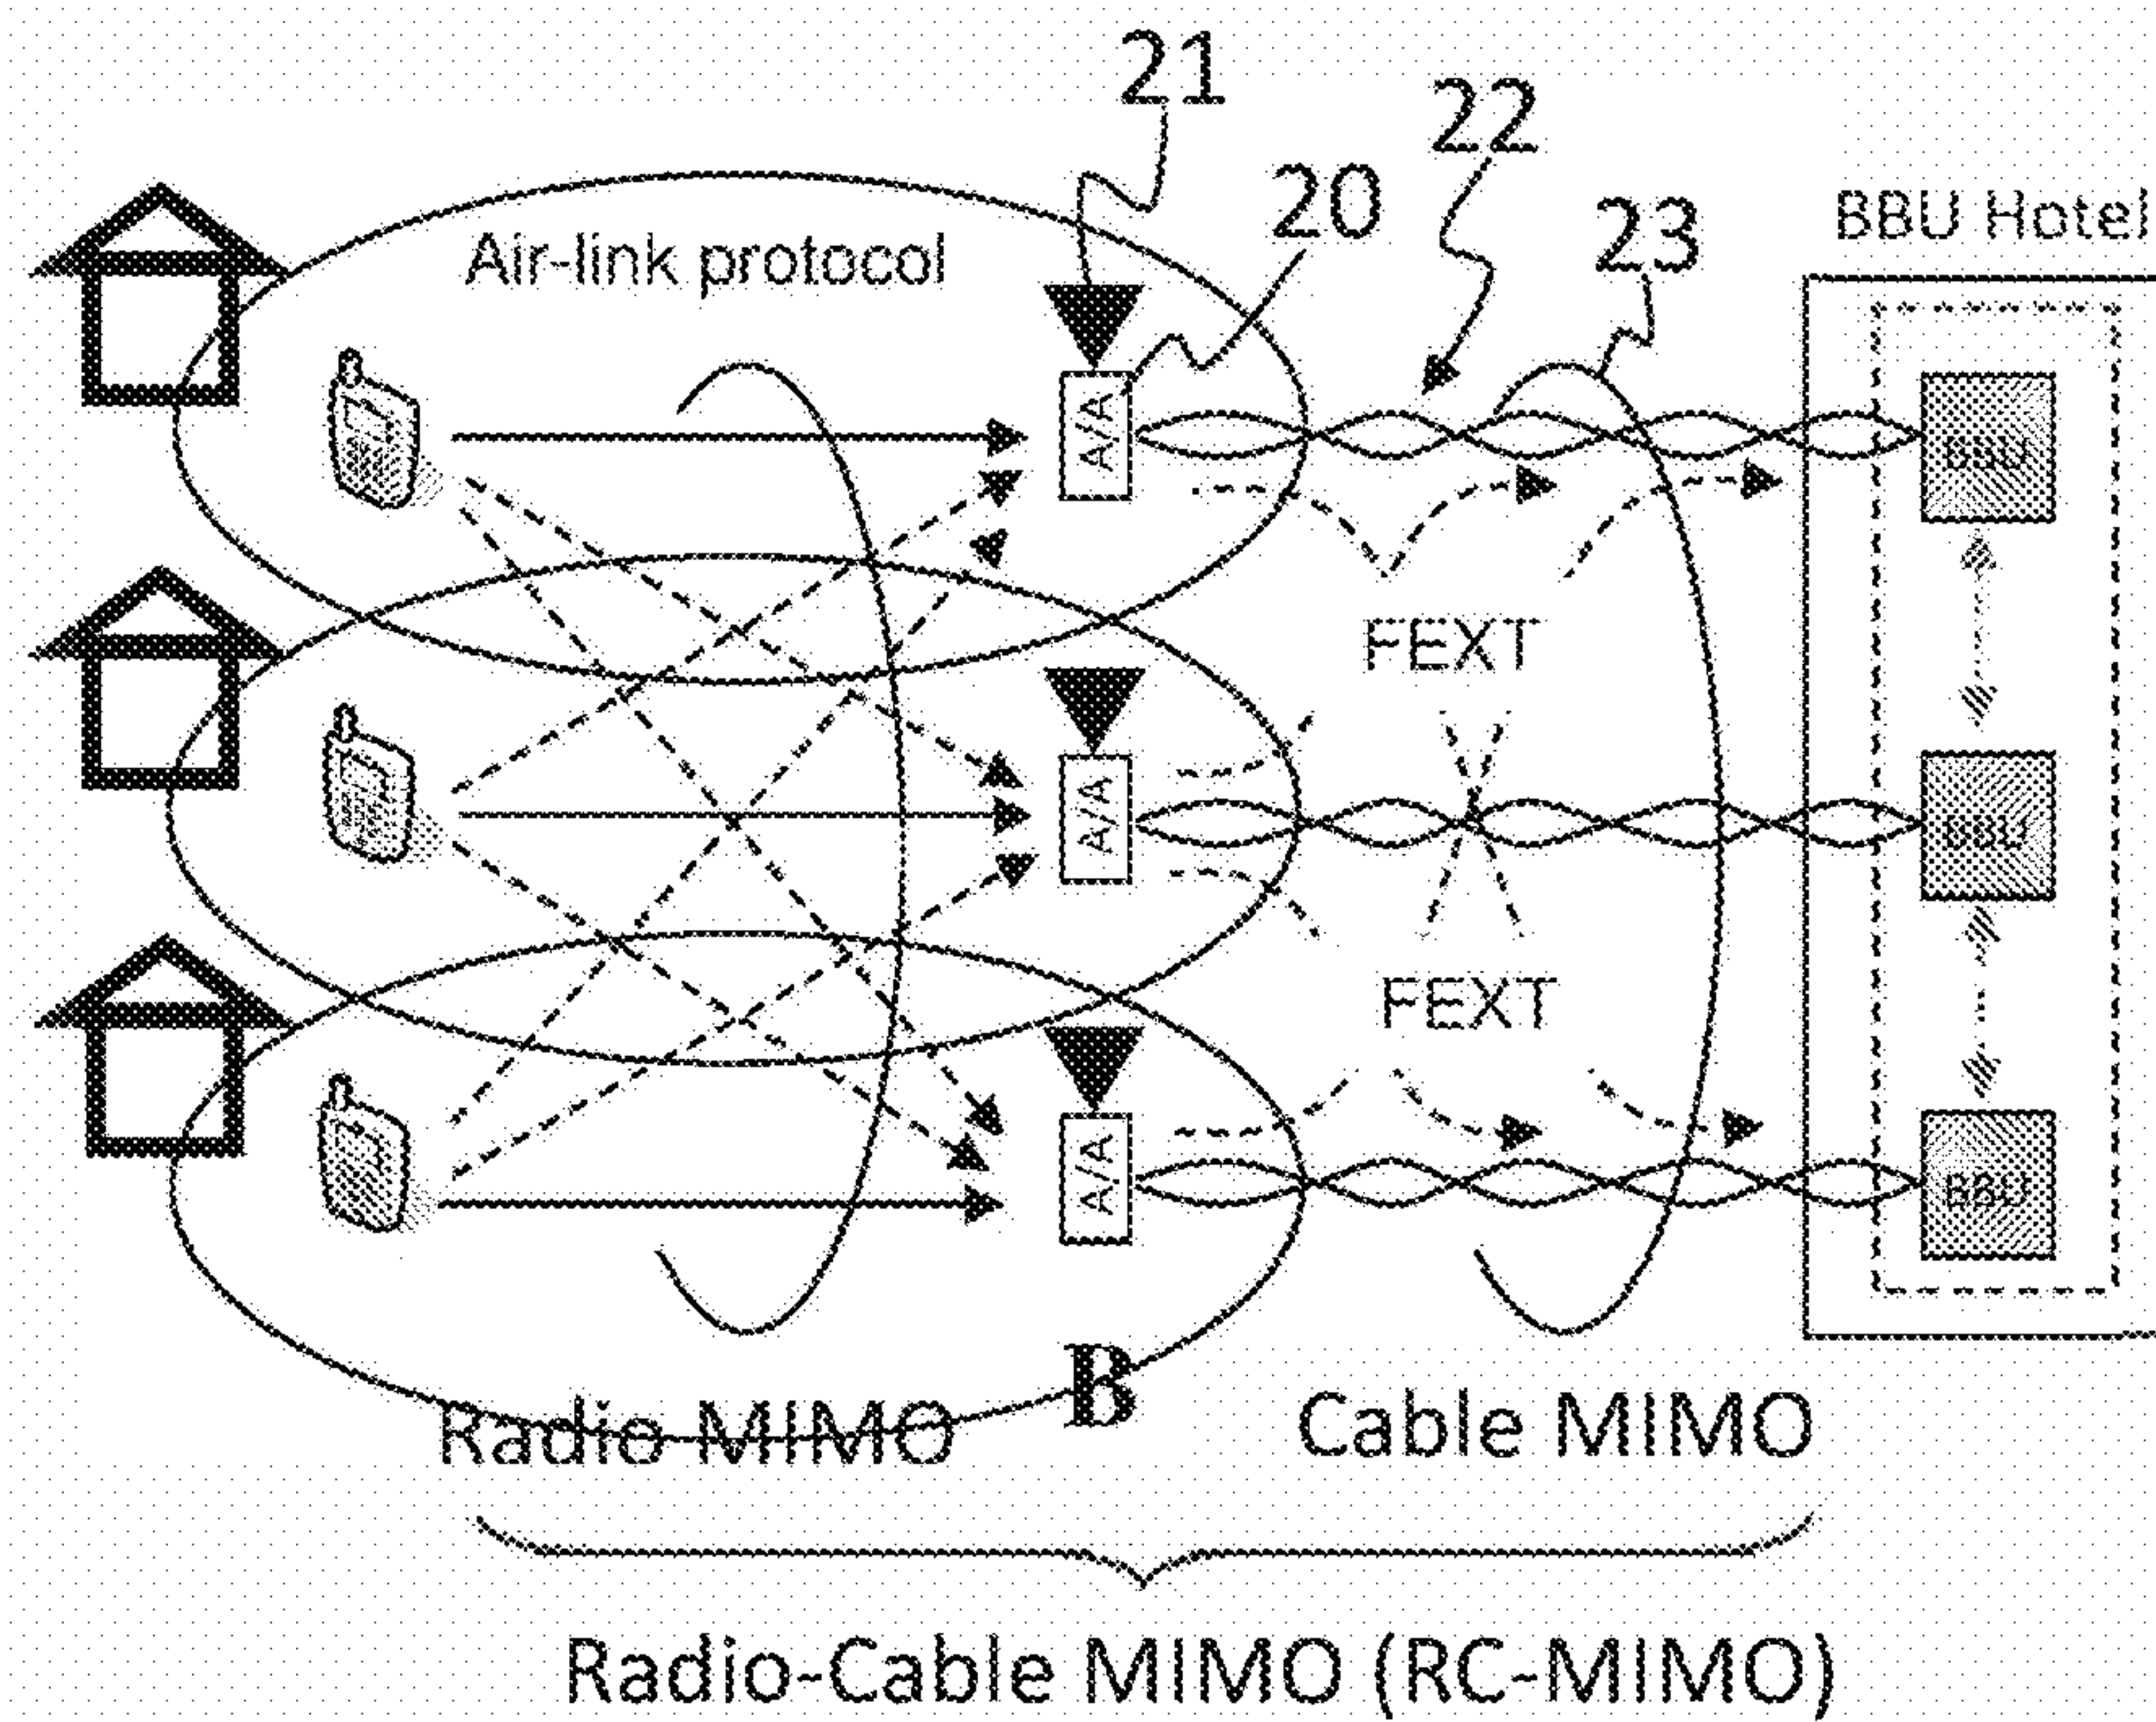 21
22
20
23
BBU Hotel
Air-link protocol
A/A
BBU
FEXT
A/A
BBU
FEXT
A/A
BBU
B
Radio MIMO
Cable MIMO
Radio-Cable MIMO (RC-MIMO)